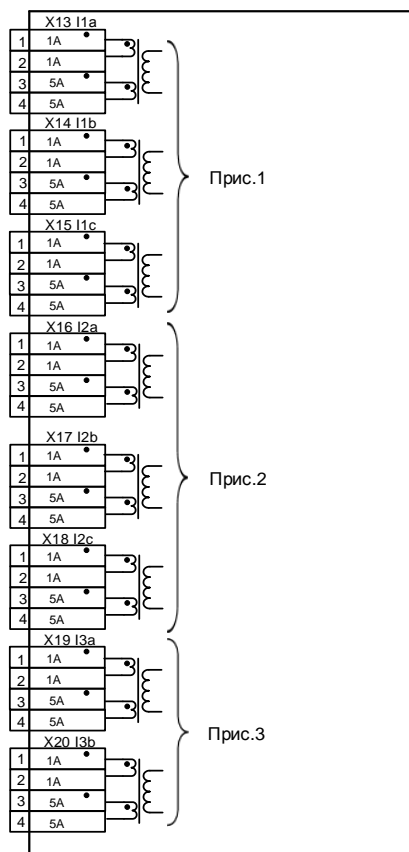 X13 I1a
1 1A
2 1A
3 5A
4 5A
X14 I1b
1 1A
2 1A
3 5A
4 5A
Прис.1
X15 I1c
1 1A
2 1A
3 5A
4 5A
X16 I2a
1 1A
2 1A
3 5A
4 5A
X17 I2b
1 1A
2 1A
3 5A
4 5A
Прис.2
X18 I2c
1 1A
2 1A
3 5A
4 5A
X19 I3a
1 1A
2 1A
3 5A
4 5A
Прис.3
X20 I3b
1 1A
2 1A
3 5A
4 5A